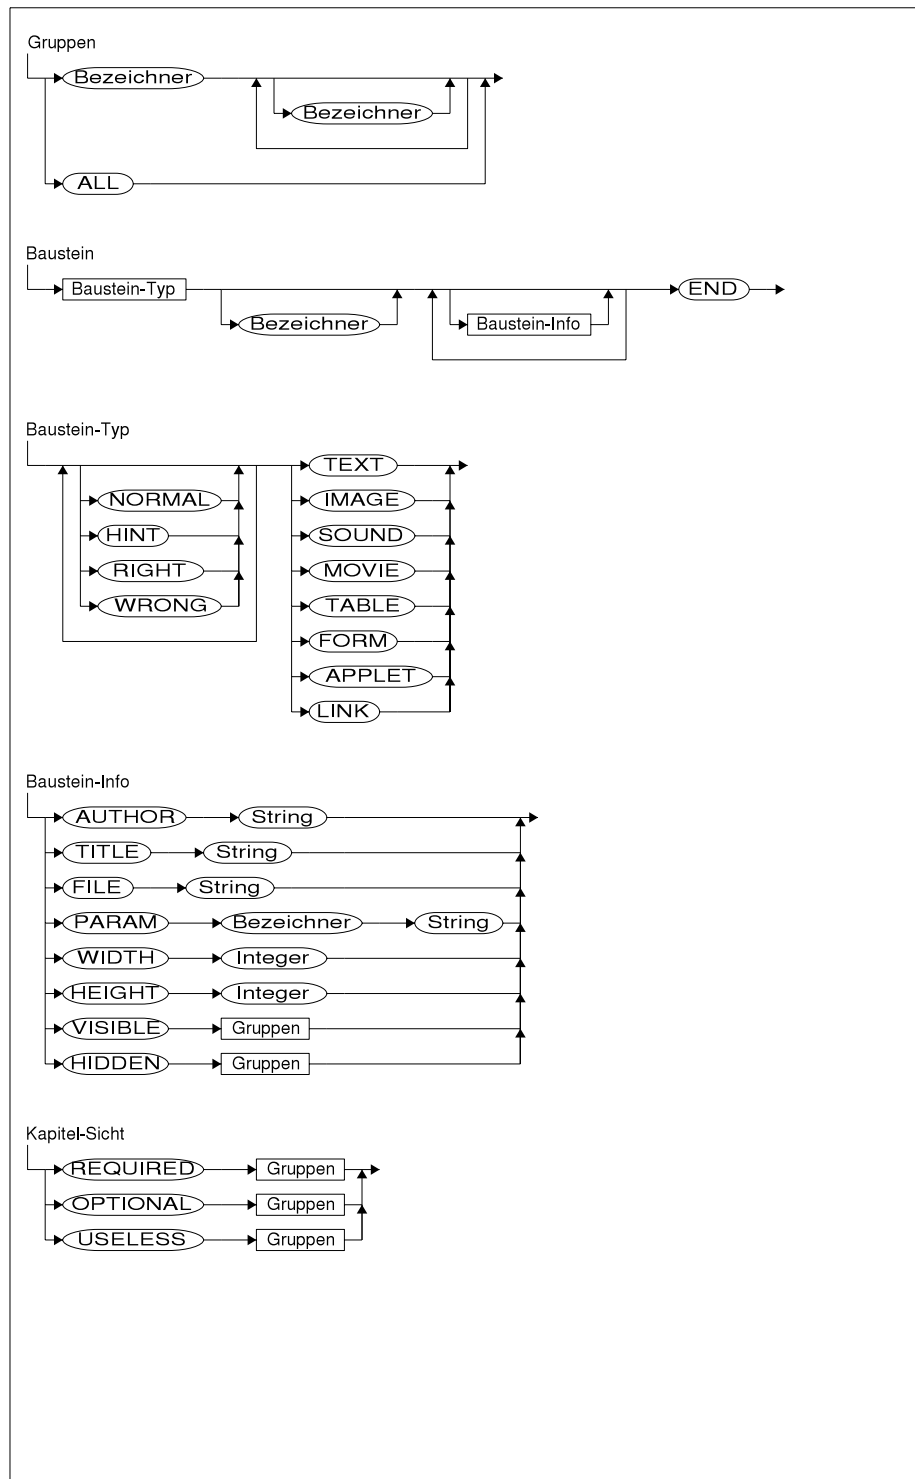 Gruppen
Bezeichner
Bezeichner
ALL
Baustein
Baustein-Typ END
Bezeichner Baustein-Info
Baustein-Typ
TEXT
NORMAL IMAGE
HINT SOUND
RIGHT MOVIE
WRONG TABLE
FORM
APPLET
LINK
Baustein-Info
AUTHOR String
TITLE String
FILE String
PARAM Bezeichner String
WIDTH Integer
HEIGHT Integer
VISIBLE Gruppen
HIDDEN Gruppen
Kapitel-Sicht
REQUIRED Gruppen
OPTIONAL Gruppen
USELESS Gruppen